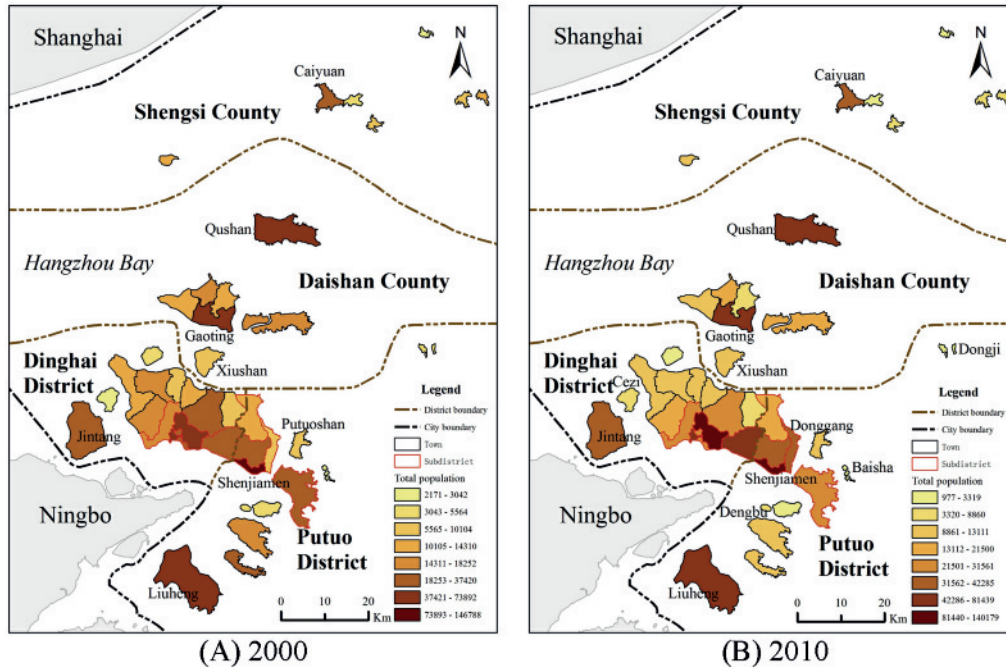 Shanghai
N
Caiyuan
Shengsi County
Qushan
Hangzhou Bay
Daishan County
Gaoting
Dinghai
District
Xiushan
Jintang
Putuoshan
Shenjiamen
Ningbo
Putuo
District
Liuheng
Legend
District boundary
City boundary
Town
Subdistrict
Total population
2171 - 3042
3043 - 5564
5565 - 10104
10105 - 14310
14311 - 18252
18253 - 37420
37421 - 73892
73893 - 146788
0 10 20
Km
(A) 2000
Shanghai
N
Caiyuan
Shengsi County
Qushan
Hangzhou Bay
Daishan County
Gaoting
Dongji
Dinghai
District
Xiushan
Cezi
Jintang
Donggang
Baisha
Shenjiamen
Dengbu
Ningbo
Putuo
District
Liuheng
Legend
District boundary
City boundary
Town
Subdistrict
Total population
977 - 3319
3320 - 8860
8861 - 13111
13112 - 21500
21501 - 31561
31562 - 42285
42286 - 81439
81440 - 140179
0 10 20
Km
(B) 2010